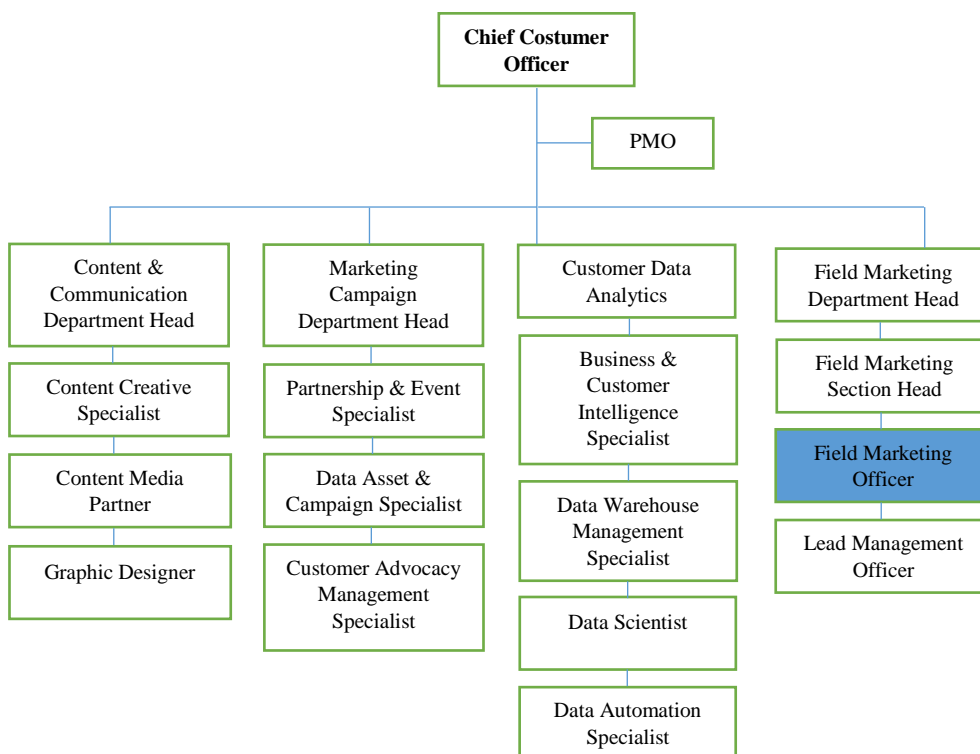 Chief Costumer
Officer
PMO
Content &
Communication
Department Head
Content Creative
Specialist
Content Media
Partner
Graphic Designer
Marketing
Campaign
Department Head
Partnership & Event
Specialist
Data Asset &
Campaign Specialist
Customer Advocacy
Management
Specialist
Customer Data
Analytics
Business &
Customer
Intelligence
Specialist
Data Warehouse
Management
Specialist
Data Scientist
Data Automation
Specialist
Field Marketing
Department Head
Field Marketing
Section Head
Field Marketing
Officer
Lead Management
Officer